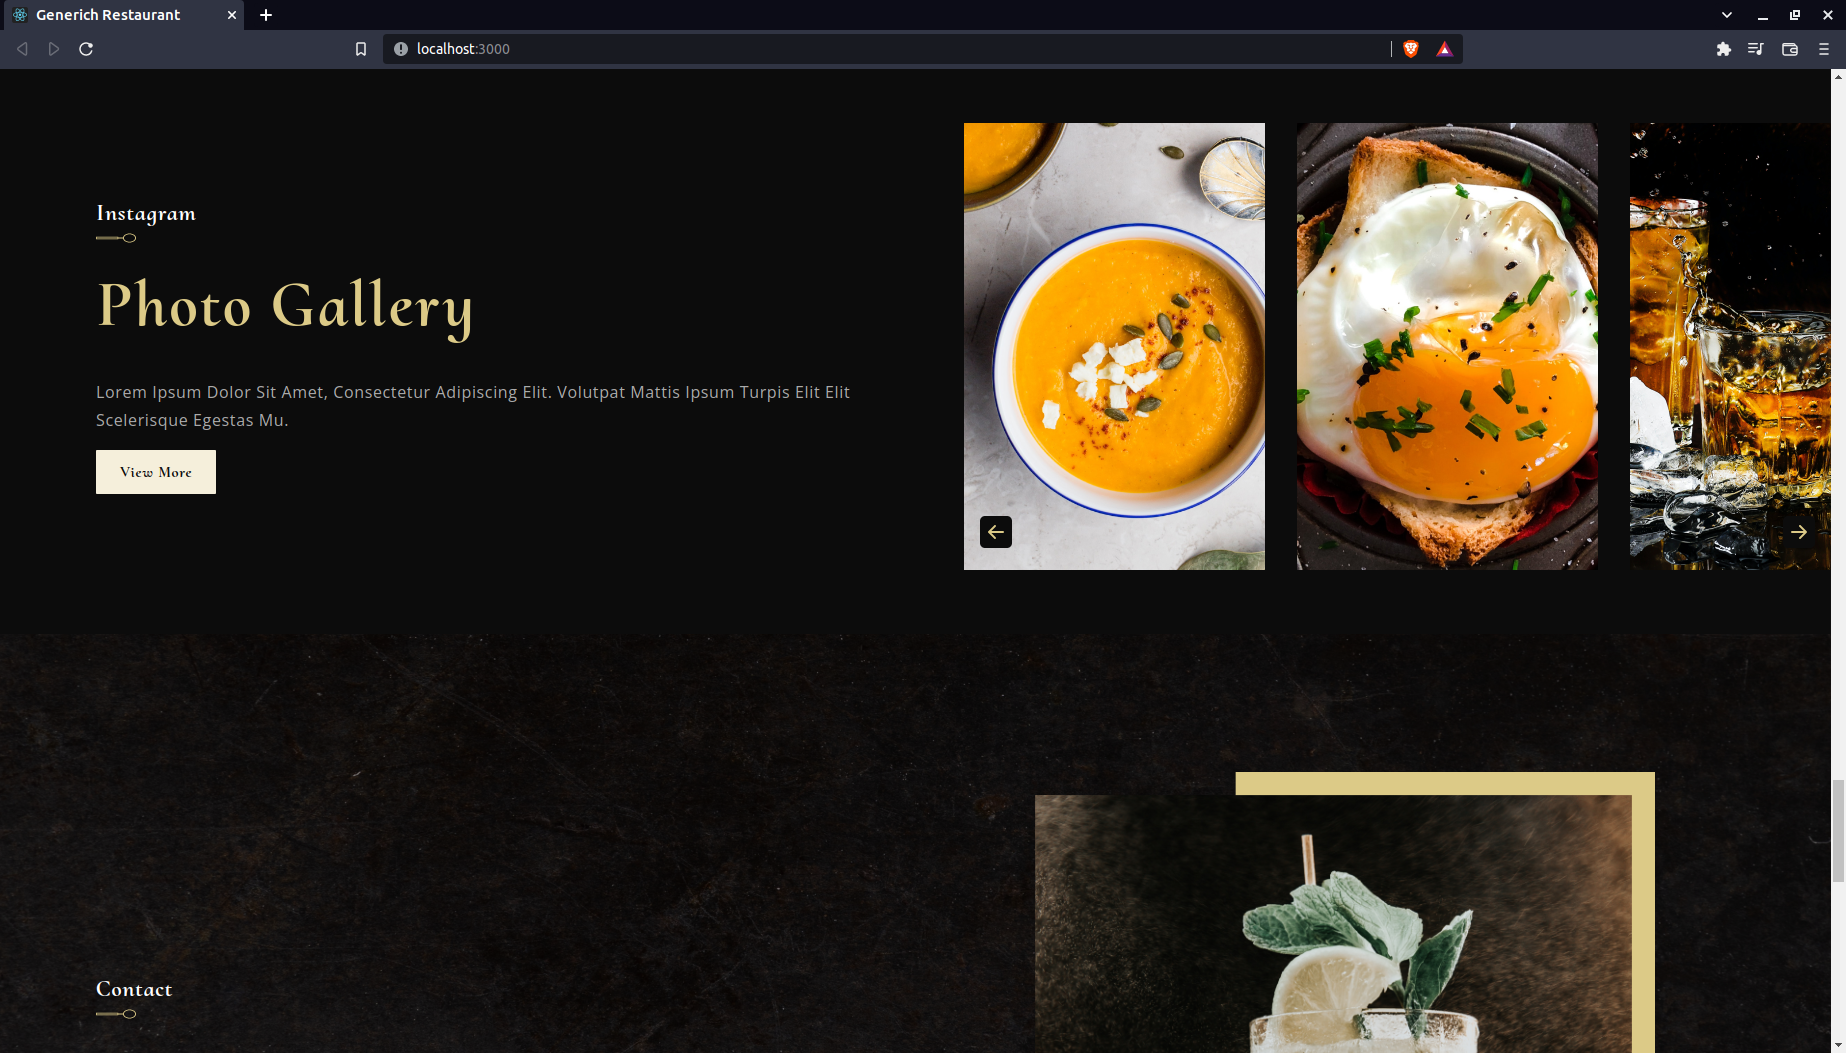 Generich Restaurant
localhost:3000
Instagram
Photo Gallery
Lorem Ipsum Dolor Sit Amet, Consectetur Adipiscing Elit. Volutpat Mattis Ipsum Turpis Elit Elit
Scelerisque Egestas Mu.
View More
Contact